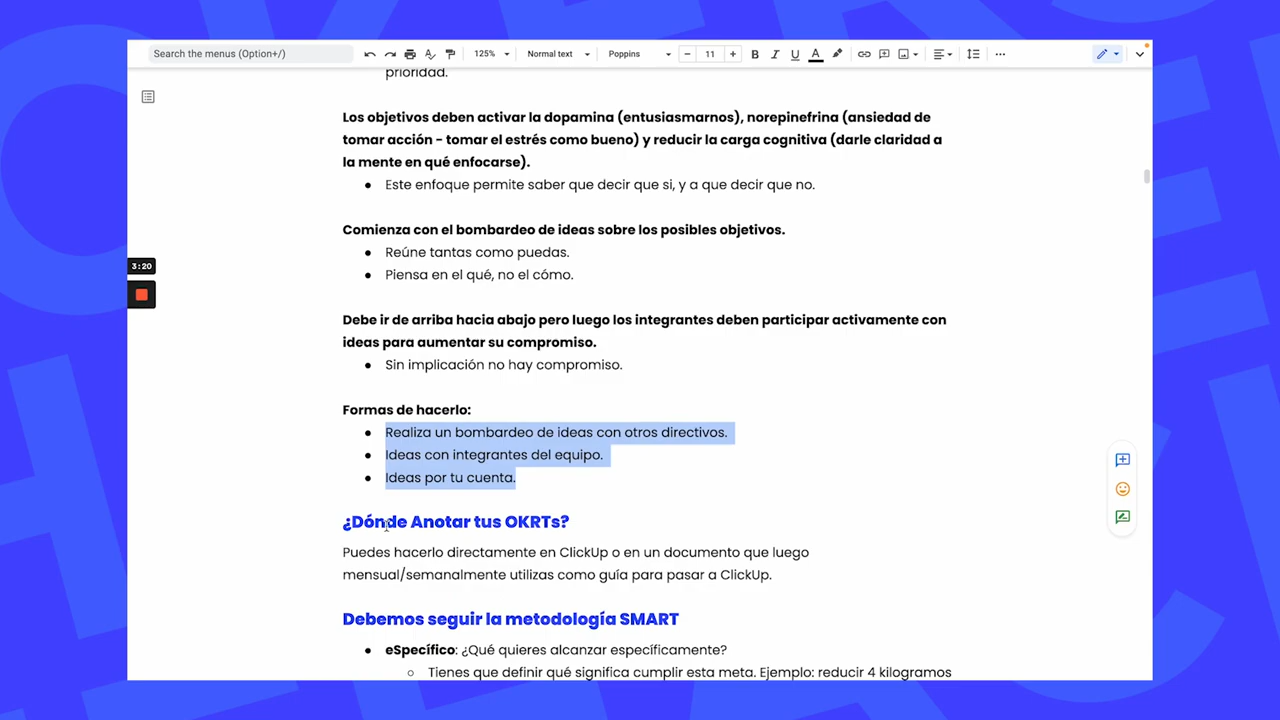 Search the menus (Option+/)
125%
Normal text
Poppins
11
B
I
U
A
prioridad.
Los objetivos deben activar la dopamina (entusiasmarnos), norepinefrina (ansiedad de
tomar acción - tomar el estrés como bueno) y reducir la carga cognitiva (darle claridad a
la mente en qué enfocarse).
● Este enfoque permite saber que decir que si, y a que decir que no.
Comienza con el bombardeo de ideas sobre los posibles objetivos.
● Reúne tantas como puedas.
● Piensa en el qué, no el cómo.
3:20
Debe ir de arriba hacia abajo pero luego los integrantes deben participar activamente con
ideas para aumentar su compromiso.
● Sin implicación no hay compromiso.
Formas de hacerlo:
● Realiza un bombardeo de ideas con otros directivos.
● Ideas con integrantes del equipo.
● Ideas por tu cuenta.
¿Dónde Anotar tus OKRTs?
Puedes hacerlo directamente en ClickUp o en un documento que luego
mensual/semanalmente utilizas como guía para pasar a ClickUp.
Debemos seguir la metodología SMART
● eSpecífico: ¿Qué quieres alcanzar específicamente?
○ Tienes que definir qué significa cumplir esta meta. Ejemplo: reducir 4 kilogramos